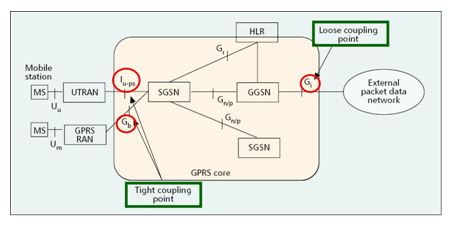 HLR
Loose coupling
point
Mobile
station
Gr
Iu-ps
Gi
MS
Uu
UTRAN
SGSN
Gn/p
GGSN
External
packet data
network
MS
Um
GPRS
RAN
Gb
Gn/p
SGSN
GPRS core
Tight coupling
point